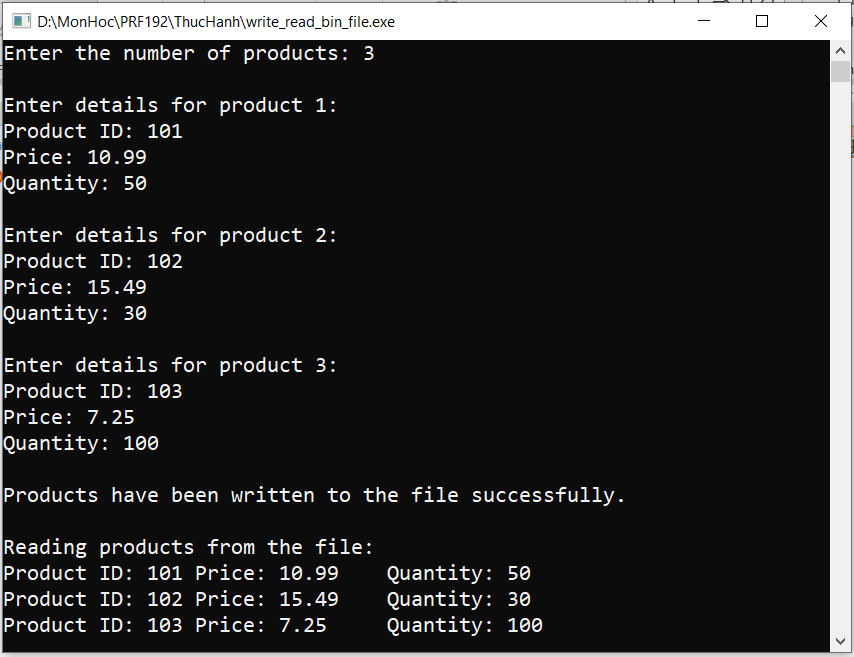 D:\MonHoc\PRF192\ThucHanh\write_read_bin_file.exe
Enter the number of products: 3
Enter details for product 1:
Product ID: 101
Price: 10.99
Quantity: 50
Enter details for product 2:
Product ID: 102
Price: 15.49
Quantity: 30
Enter details for product 3:
Product ID: 103
Price: 7.25
Quantity: 100
Products have been written to the file successfully.
Reading products from the file:
Product ID: 101 Price: 10.99    Quantity: 50
Product ID: 102 Price: 15.49    Quantity: 30
Product ID: 103 Price: 7.25     Quantity: 100